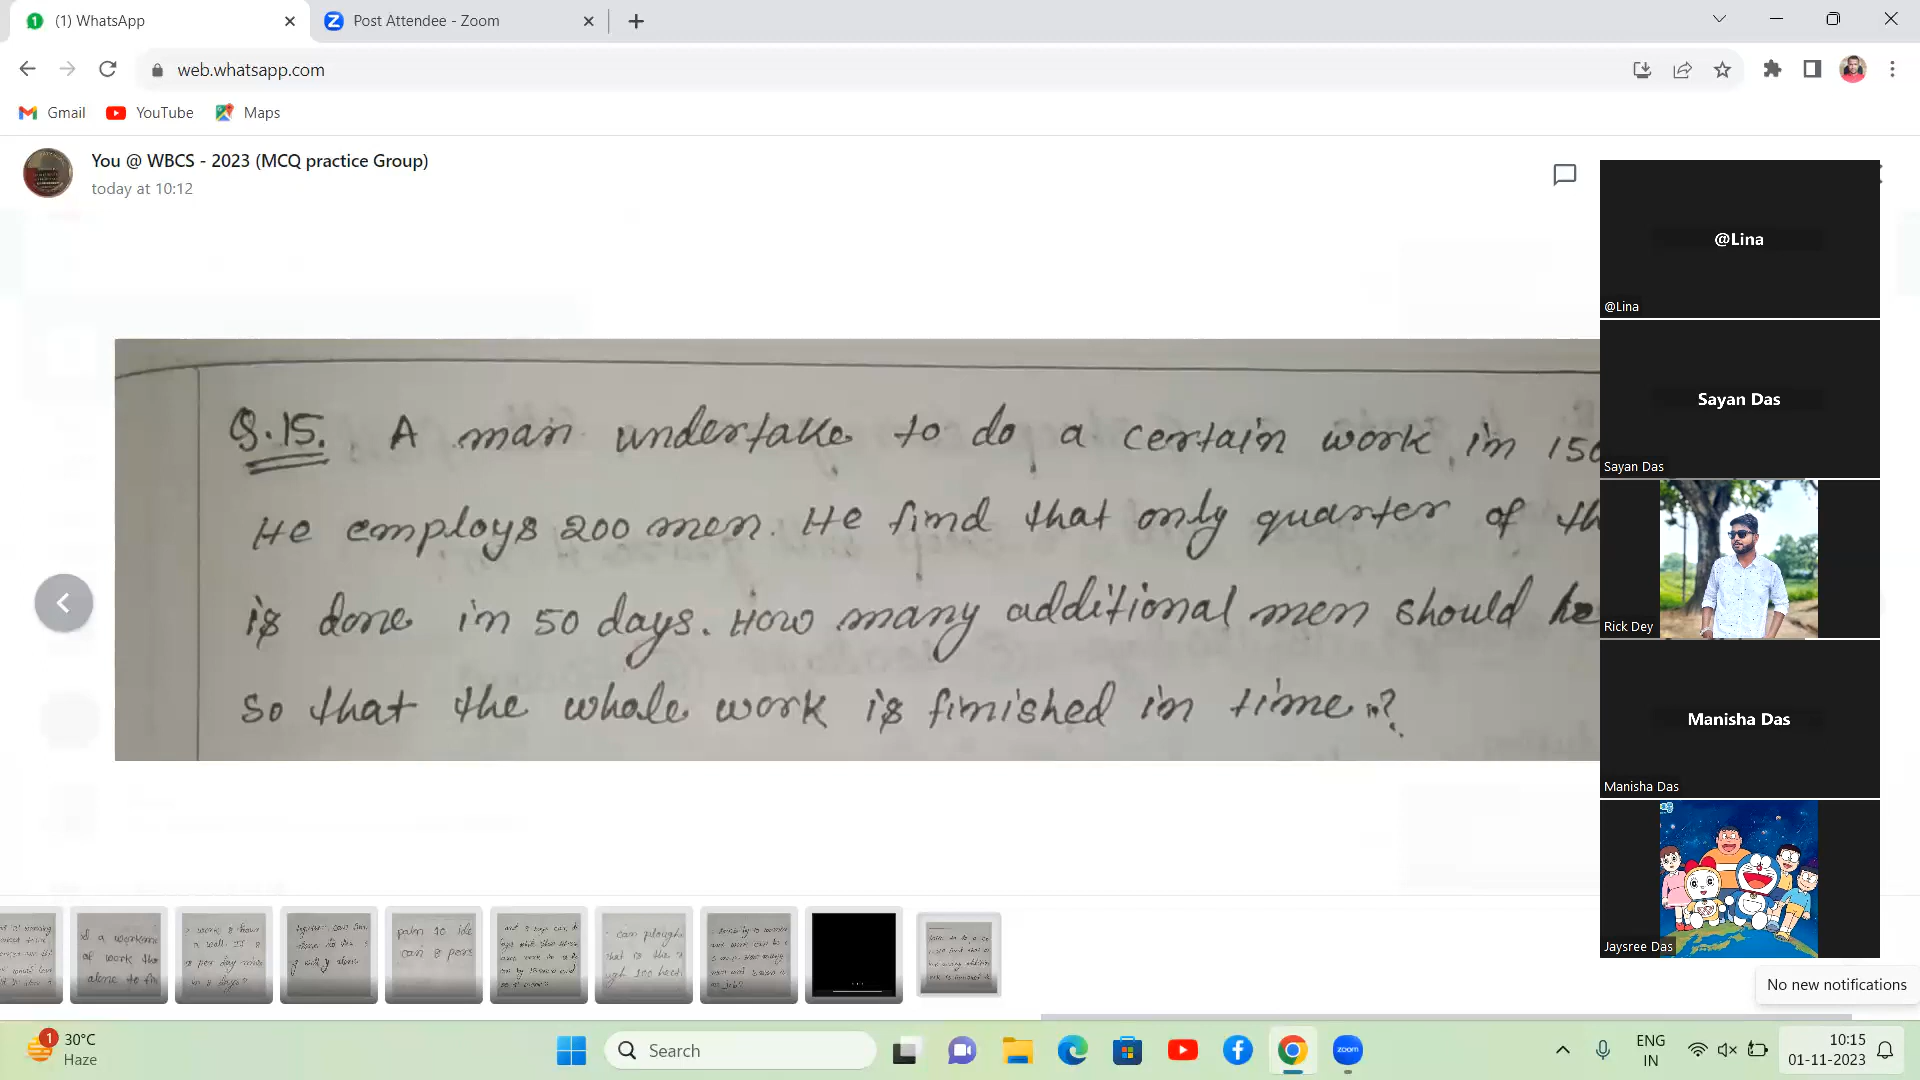 (1) WhatsApp
Post Attendee - Zoom
web.whatsapp.com
Gmail
YouTube
Maps
You @ WBCS - 2023 (MCQ practice Group)
today at 10:12
Q.15. A man undertake to do a certain work in 150
He employs 200 men. He find that only quarter of th
is done in 50 days. How many additional men should be
so that the whole work is finished in time?
@Lina
@Lina
Sayan Das
Sayan Das
Rick Dey
Manisha Das
Manisha Das
Jaysree Das
No new notifications
1
30°C
Haze
Search
zoom
ENG
IN
10:15
01-11-2023